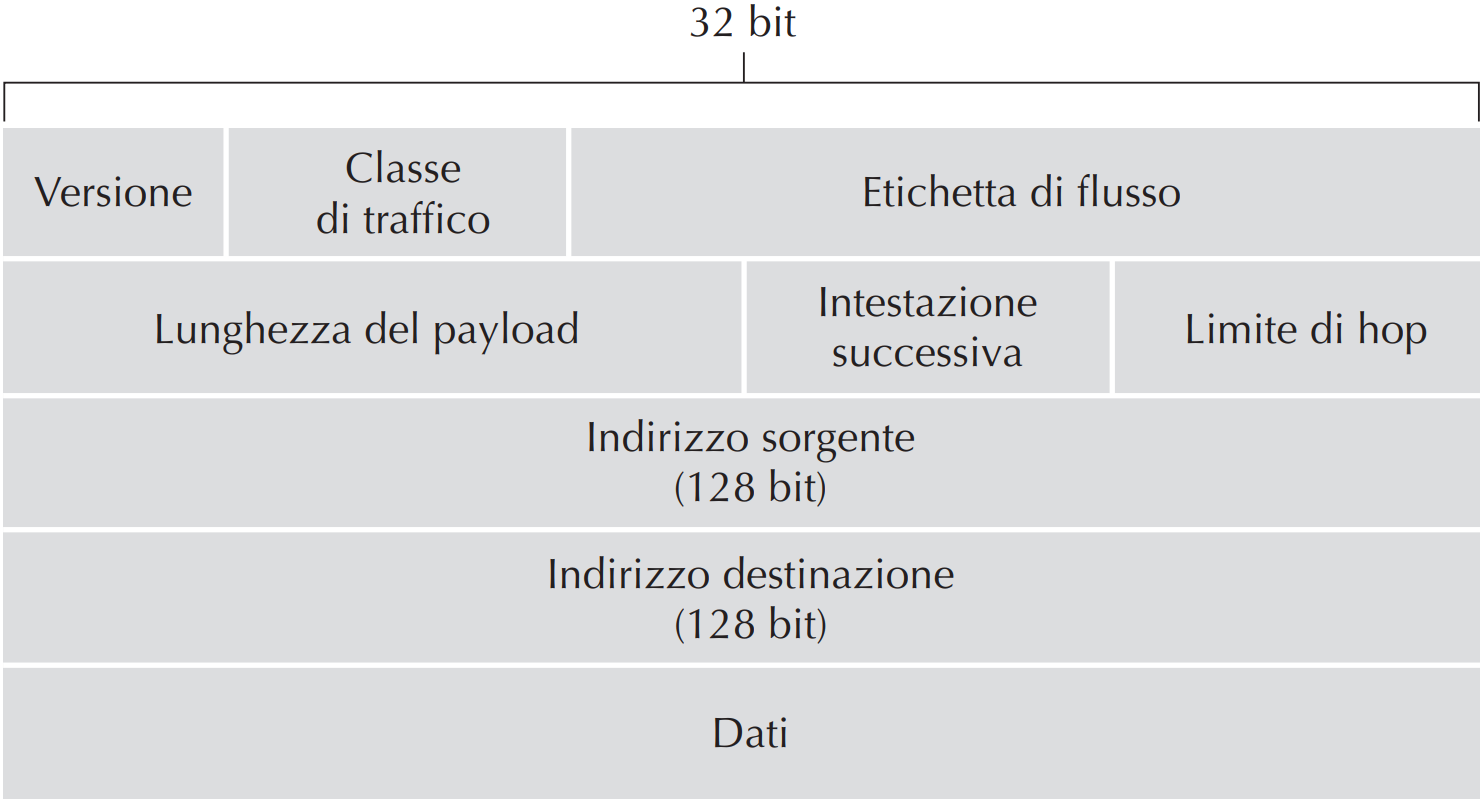 32 bit
Versione
Classe
di traffico
Etichetta di flusso
Lunghezza del payload
Intestazione
successiva
Limite di hop
Indirizzo sorgente
(128 bit)
Indirizzo destinazione
(128 bit)
Dati